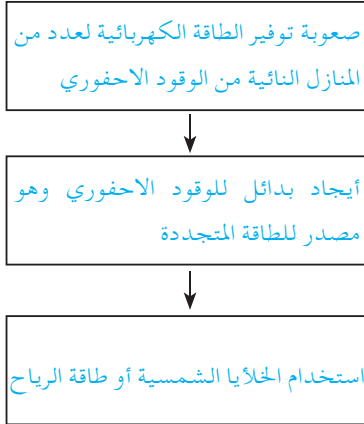 صعوبة توفير الطاقة الكهربائية لعدد من
المنازل النائية من الوقود الاحفوري
أيجاد بدائل للوقود الاحفوري وهو
مصدر للطاقة المتجددة
استخدام الخلأيا الشمسية أو طاقة الرياح